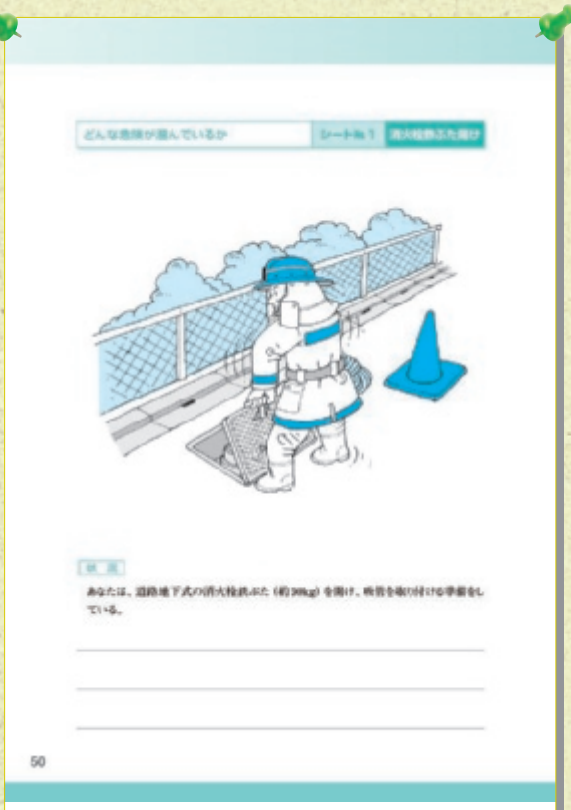 どんな危険が潜んでいるか
シート№ 1
消火栓鉄ぶた開け
状 況
あなたは、道路地下式の消火栓鉄ぶた（約30kg）を開け、吸管を取り付ける準備をし
ている。
50